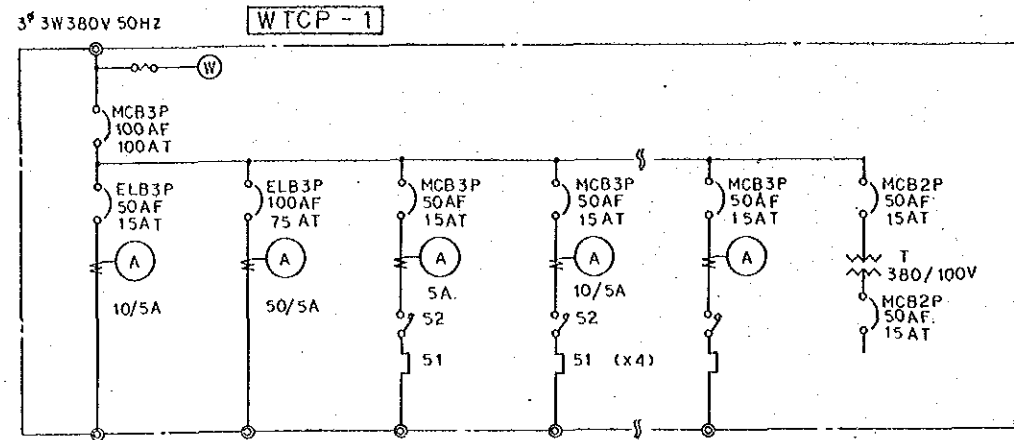 3φ 3W380V 50HZ
WTCP-1
W
MCB3P
100AF
100AT
ELB3P
50AF
15AT
A
10/5A
ELB3P
100AF
75AT
A
50/5A
MCB3P
50AF
15AT
A
5A.
52
51
MCB3P
50AF
15AT
A
10/5A
52
51 (x4)
MCB3P
50AF
15AT
A
MCB2P
50AF
15AT
T
380/100V
MCB2P
50AF.
15AT